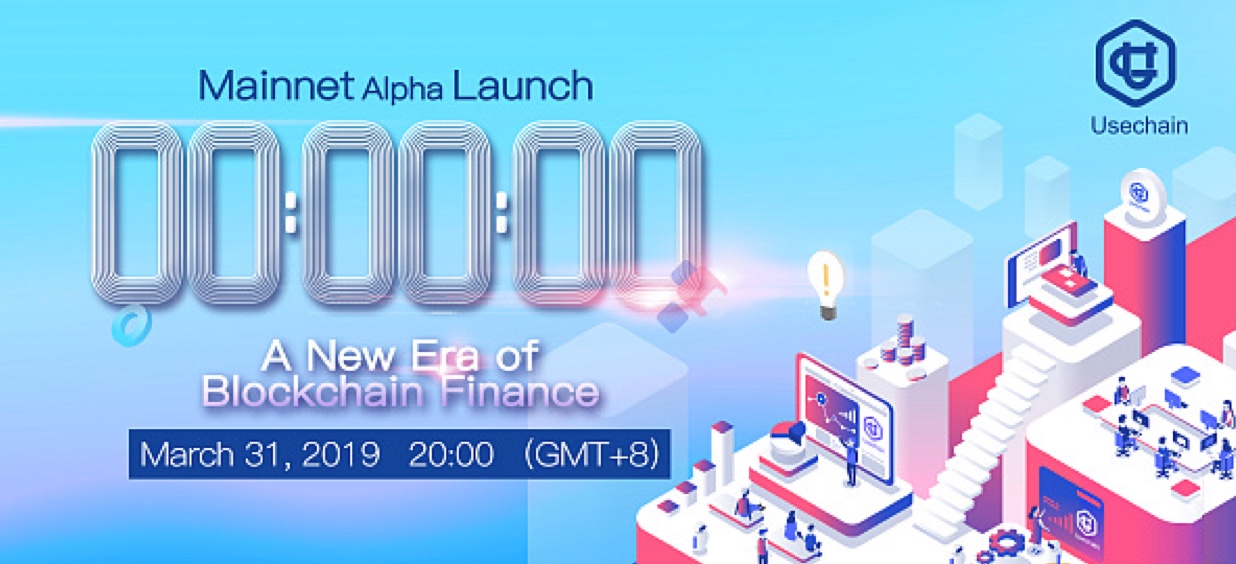 Mainnet Alpha Launch
00:00:00
A New Era of
Blockchain Finance
March 31, 2019 20:00 (GMT+8)
Usechain